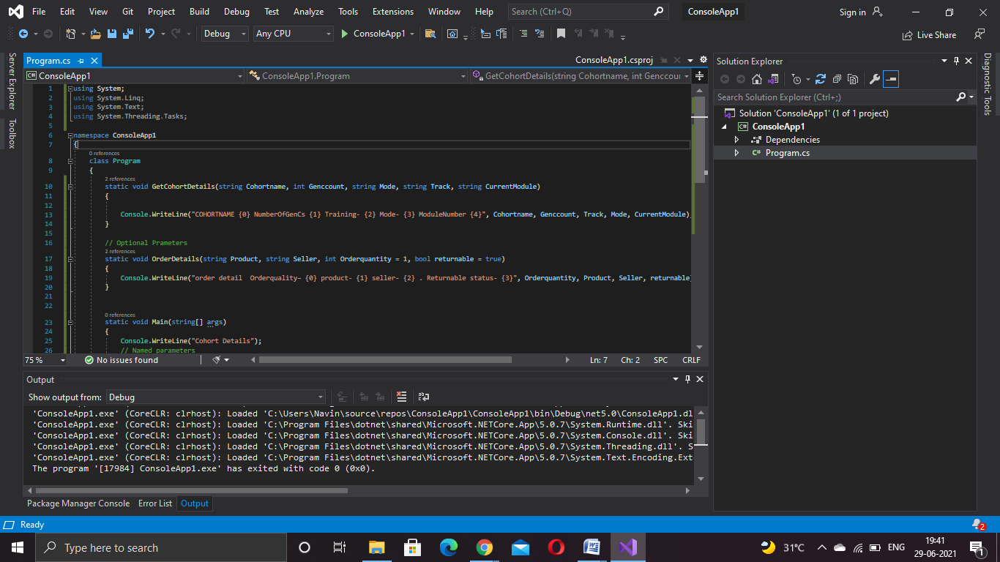 File Edit View Git Project Build Debug Test Analyze Tools Extensions Window Help Search (Ctrl+Q) ConsoleApp1 Sign in
Debug Any CPU ConsoleApp1 Live Share
Server Explorer
Toolbox
Program.cs ConsoleApp1.csproj
C# ConsoleApp1 ConsoleApp1.Program GetCohortDetails(string Cohortname, int Genccoun
1 using System;
2 using System.Linq;
3 using System.Text;
4 using System.Threading.Tasks;
5
6 namespace ConsoleApp1
7 {
0 references
8 class Program
9 {
2 references
10 static void GetCohortDetails(string Cohortname, int Genccount, string Mode, string Track, string CurrentModule)
11 {
12
13 Console.WriteLine("COHORTNAME {0} NumberOfGenCs {1} Training- {2} Mode- {3} ModuleNumber {4}", Cohortname, Genccount, Track, Mode, CurrentModule)
14 }
15
16 // Optional Prameters
2 references
17 static void OrderDetails(string Product, string Seller, int Orderquantity = 1, bool returnable = true)
18 {
19 Console.WriteLine("order detail  Orderquality- {0} product- {1} seller- {2} . Returnable status- {3}", Orderquantity, Product, Seller, returnable
20 }
21
22
0 references
23 static void Main(string[] args)
24 {
25 Console.WriteLine("Cohort Details");
26 // Named parameters
75 % No issues found Ln: 7 Ch: 2 SPC CRLF
Output
Show output from: Debug
'ConsoleApp1.exe' (CoreCLR: clrhost): Loaded 'C:\Users\Navin\source\repos\ConsoleApp1\ConsoleApp1\bin\Debug\net5.0\ConsoleApp1.dl
'ConsoleApp1.exe' (CoreCLR: clrhost): Loaded 'C:\Program Files\dotnet\shared\Microsoft.NETCore.App\5.0.7\System.Runtime.dll'. Ski
'ConsoleApp1.exe' (CoreCLR: clrhost): Loaded 'C:\Program Files\dotnet\shared\Microsoft.NETCore.App\5.0.7\System.Console.dll'. Ski
'ConsoleApp1.exe' (CoreCLR: clrhost): Loaded 'C:\Program Files\dotnet\shared\Microsoft.NETCore.App\5.0.7\System.Threading.dll'. S
'ConsoleApp1.exe' (CoreCLR: clrhost): Loaded 'C:\Program Files\dotnet\shared\Microsoft.NETCore.App\5.0.7\System.Text.Encoding.Ext
The program '[17984] ConsoleApp1.exe' has exited with code 0 (0x0).
Package Manager Console Error List Output
Solution Explorer
Search Solution Explorer (Ctrl+;)
Solution 'ConsoleApp1' (1 of 1 project)
C# ConsoleApp1
Dependencies
C# Program.cs
Diagnostic Tools
Ready 2
Type here to search 31°C ENG 19:41
29-06-2021 1